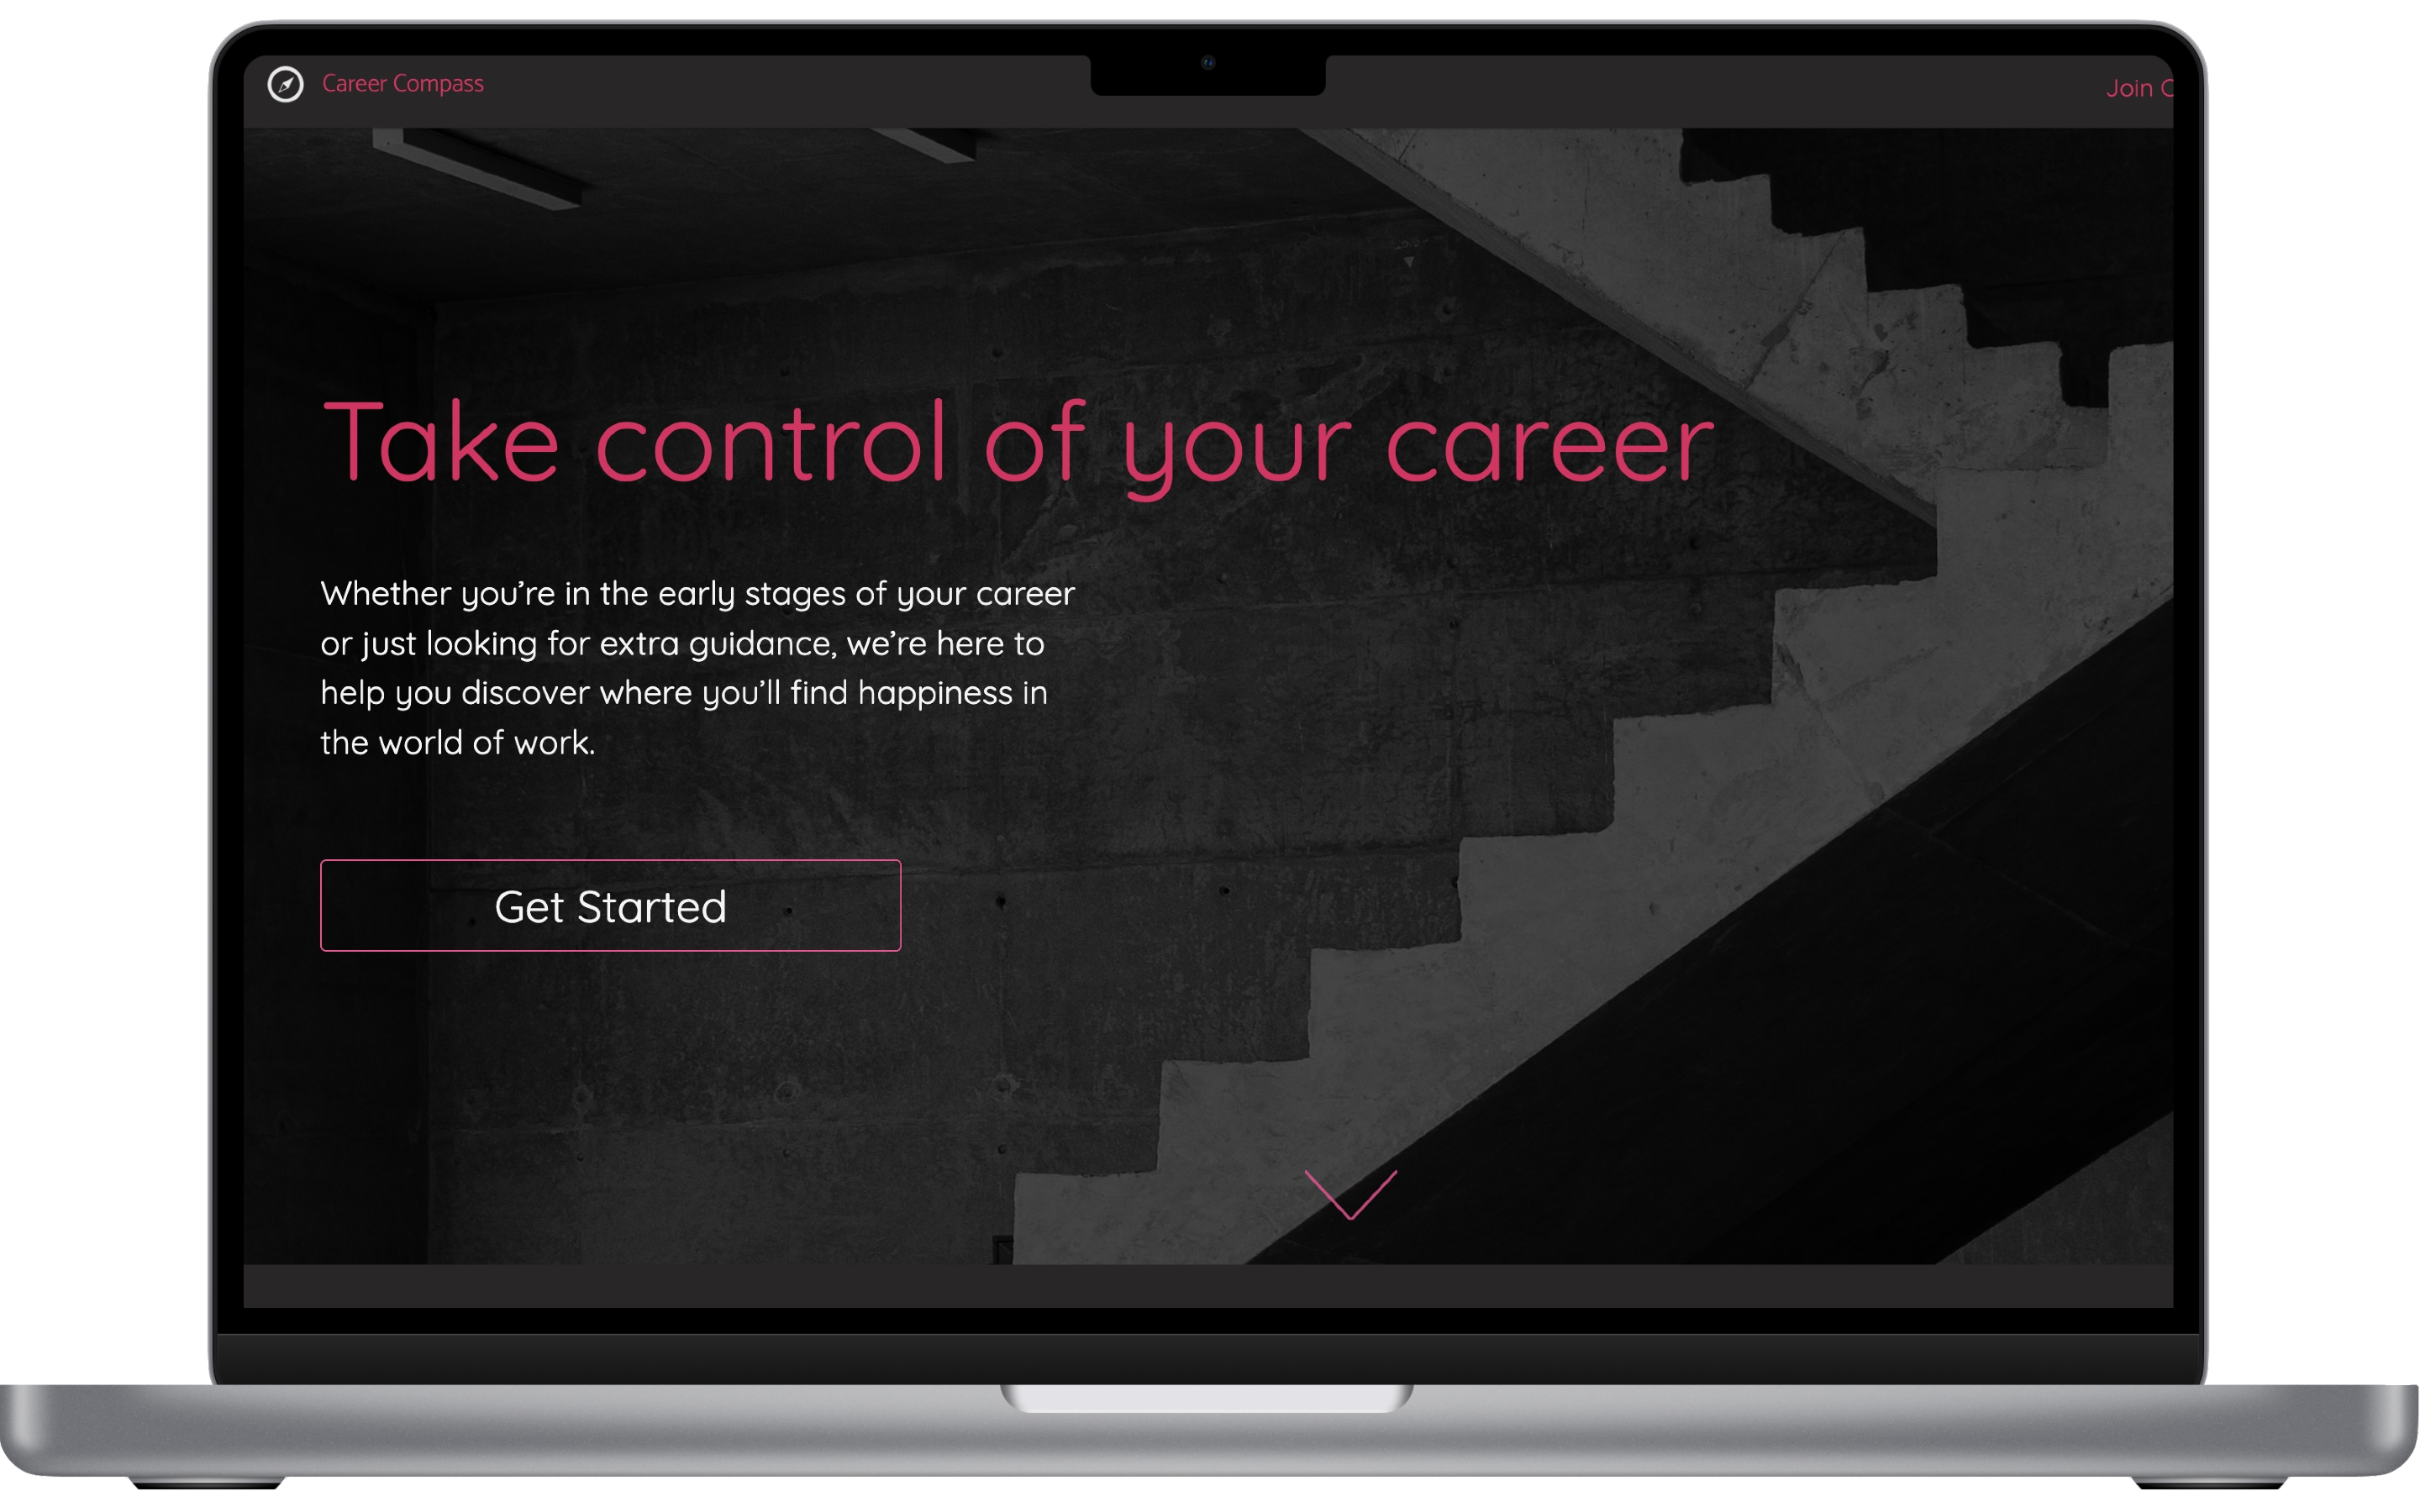 Career Compass
Join
Take control of your career
Whether you’re in the early stages of your career
or just looking for extra guidance, we’re here to
help you discover where you’ll find happiness in
the world of work.
Get Started